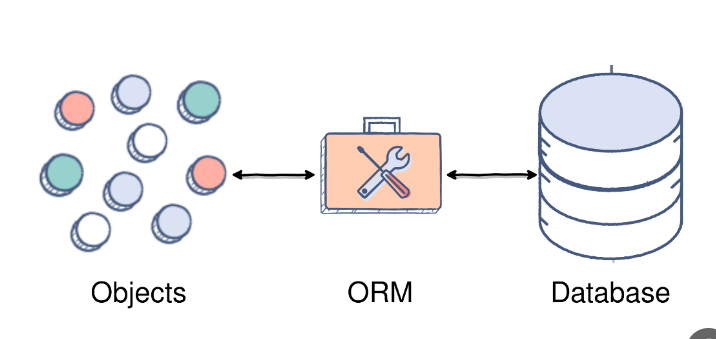 Objects
ORM
Database